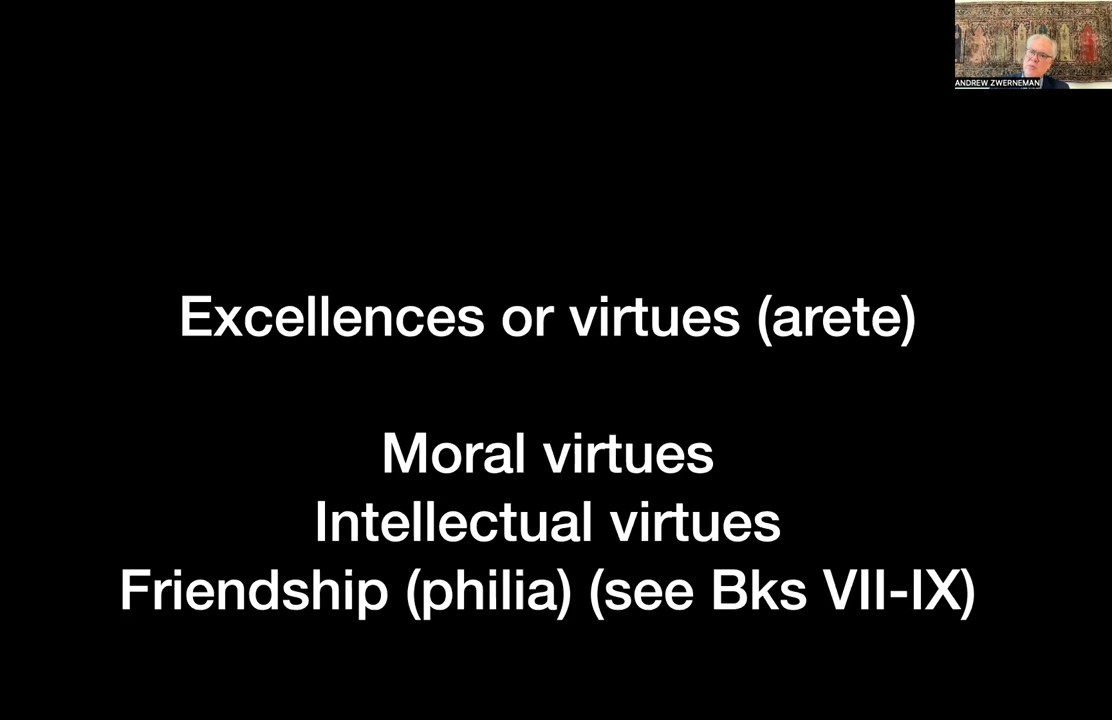 ANDREW ZWERNEMAN
Excellences or virtues (arete)
Moral virtues
Intellectual virtues
Friendship (philia) (see Bks VII-IX)